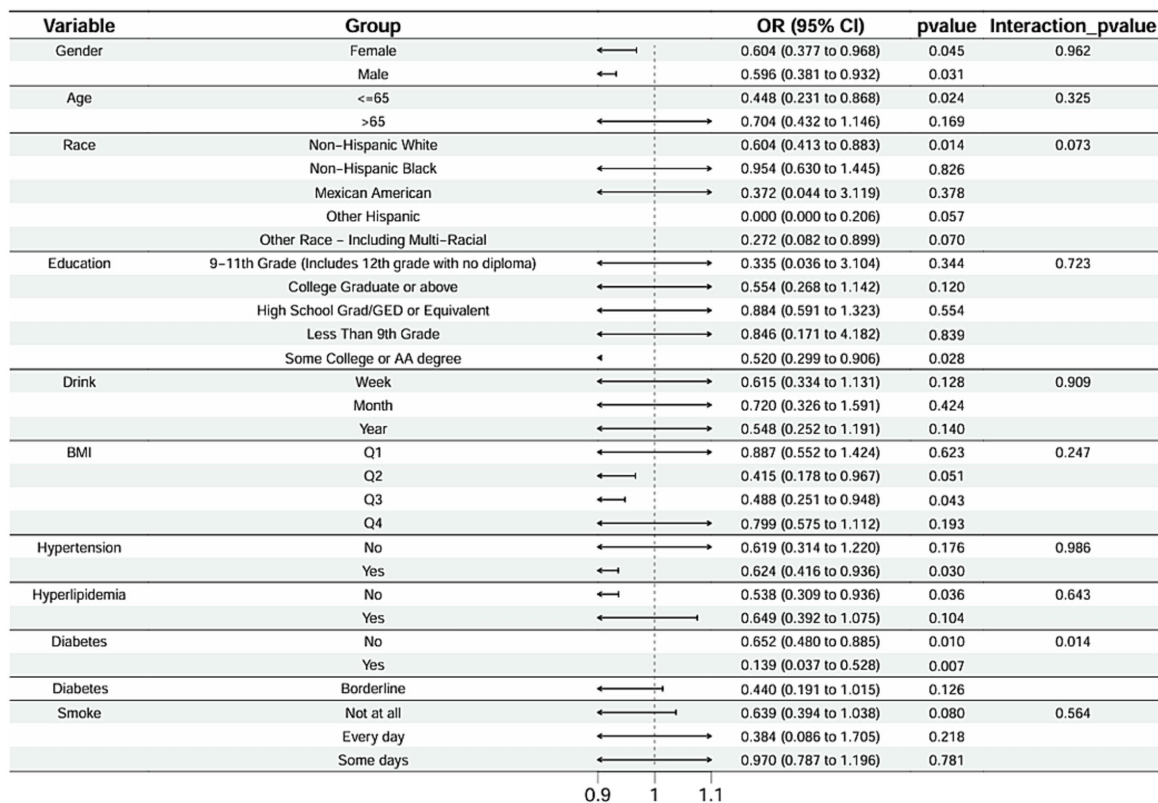 Variable Group OR (95% CI) pvalue Interaction_pvalue
Gender Female 0.604 (0.377 to 0.968) 0.045 0.962
Male 0.596 (0.381 to 0.932) 0.031
Age <=65 0.448 (0.231 to 0.868) 0.024 0.325
>65 0.704 (0.432 to 1.146) 0.169
Race Non−Hispanic White 0.604 (0.413 to 0.883) 0.014 0.073
Non−Hispanic Black 0.954 (0.630 to 1.445) 0.826
Mexican American 0.372 (0.044 to 3.119) 0.378
Other Hispanic 0.000 (0.000 to 0.206) 0.057
Other Race − Including Multi−Racial 0.272 (0.082 to 0.899) 0.070
Education 9−11th Grade (Includes 12th grade with no diploma) 0.335 (0.036 to 3.104) 0.344 0.723
College Graduate or above 0.554 (0.268 to 1.142) 0.120
High School Grad/GED or Equivalent 0.884 (0.591 to 1.323) 0.554
Less Than 9th Grade 0.846 (0.171 to 4.182) 0.839
Some College or AA degree 0.520 (0.299 to 0.906) 0.028
Drink Week 0.615 (0.334 to 1.131) 0.128 0.909
Month 0.720 (0.326 to 1.591) 0.424
Year 0.548 (0.252 to 1.191) 0.140
BMI Q1 0.887 (0.552 to 1.424) 0.623 0.247
Q2 0.415 (0.178 to 0.967) 0.051
Q3 0.488 (0.251 to 0.948) 0.043
Q4 0.799 (0.575 to 1.112) 0.193
Hypertension No 0.619 (0.314 to 1.220) 0.176 0.986
Yes 0.624 (0.416 to 0.936) 0.030
Hyperlipidemia No 0.538 (0.309 to 0.936) 0.036 0.643
Yes 0.649 (0.392 to 1.075) 0.104
Diabetes No 0.652 (0.480 to 0.885) 0.010 0.014
Yes 0.139 (0.037 to 0.528) 0.007
Diabetes Borderline 0.440 (0.191 to 1.015) 0.126
Smoke Not at all 0.639 (0.394 to 1.038) 0.080 0.564
Every day 0.384 (0.086 to 1.705) 0.218
Some days 0.970 (0.787 to 1.196) 0.781
0.9 1 1.1